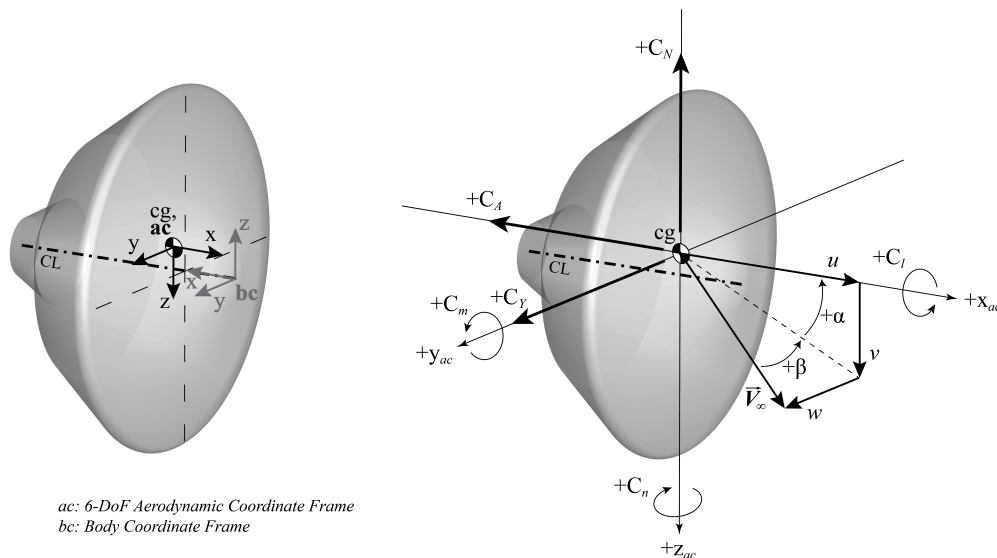 cg,
ac
x
y
z
CL
z
x
y
bc
ac: 6-DoF Aerodynamic Coordinate Frame
bc: Body Coordinate Frame
+C_N
+C_A
cg
CL
u
+C_l
+x_ac
+α
+C_m
+C_Y
+y_ac
v
+β
V⃗_∞
w
+C_n
+z_ac